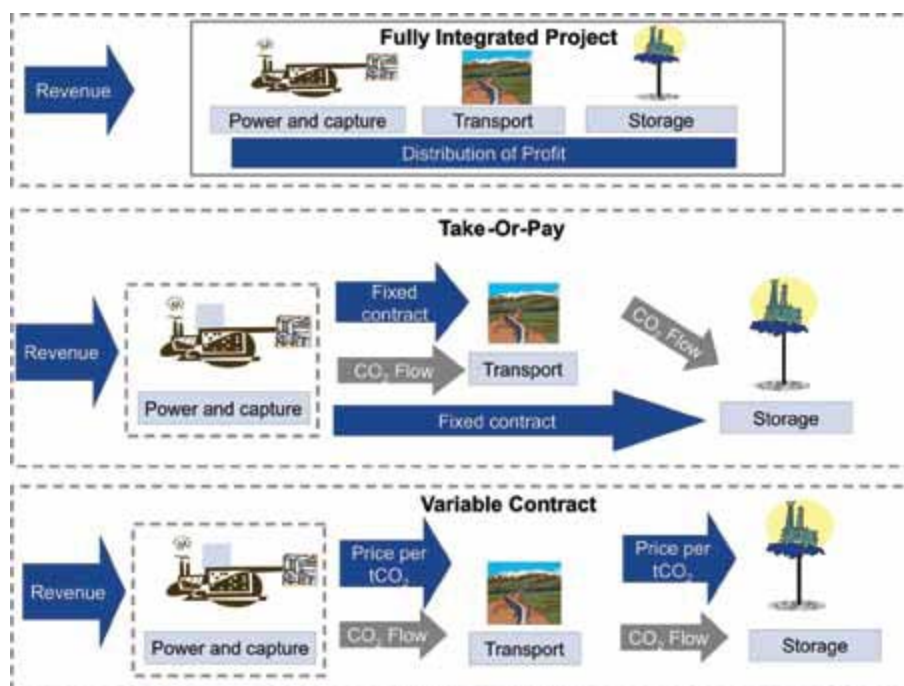 Fully Integrated Project
Revenue
Power and capture
Transport
Storage
Distribution of Profit
Take-Or-Pay
Revenue
Fixed
contract
CO₂ Flow
CO₂ Flow
Transport
Power and capture
Fixed contract
Storage
Variable Contract
Revenue
Price per
tCO₂
Price per
tCO₂
Power and capture
CO₂ Flow
Transport
CO₂ Flow
Storage